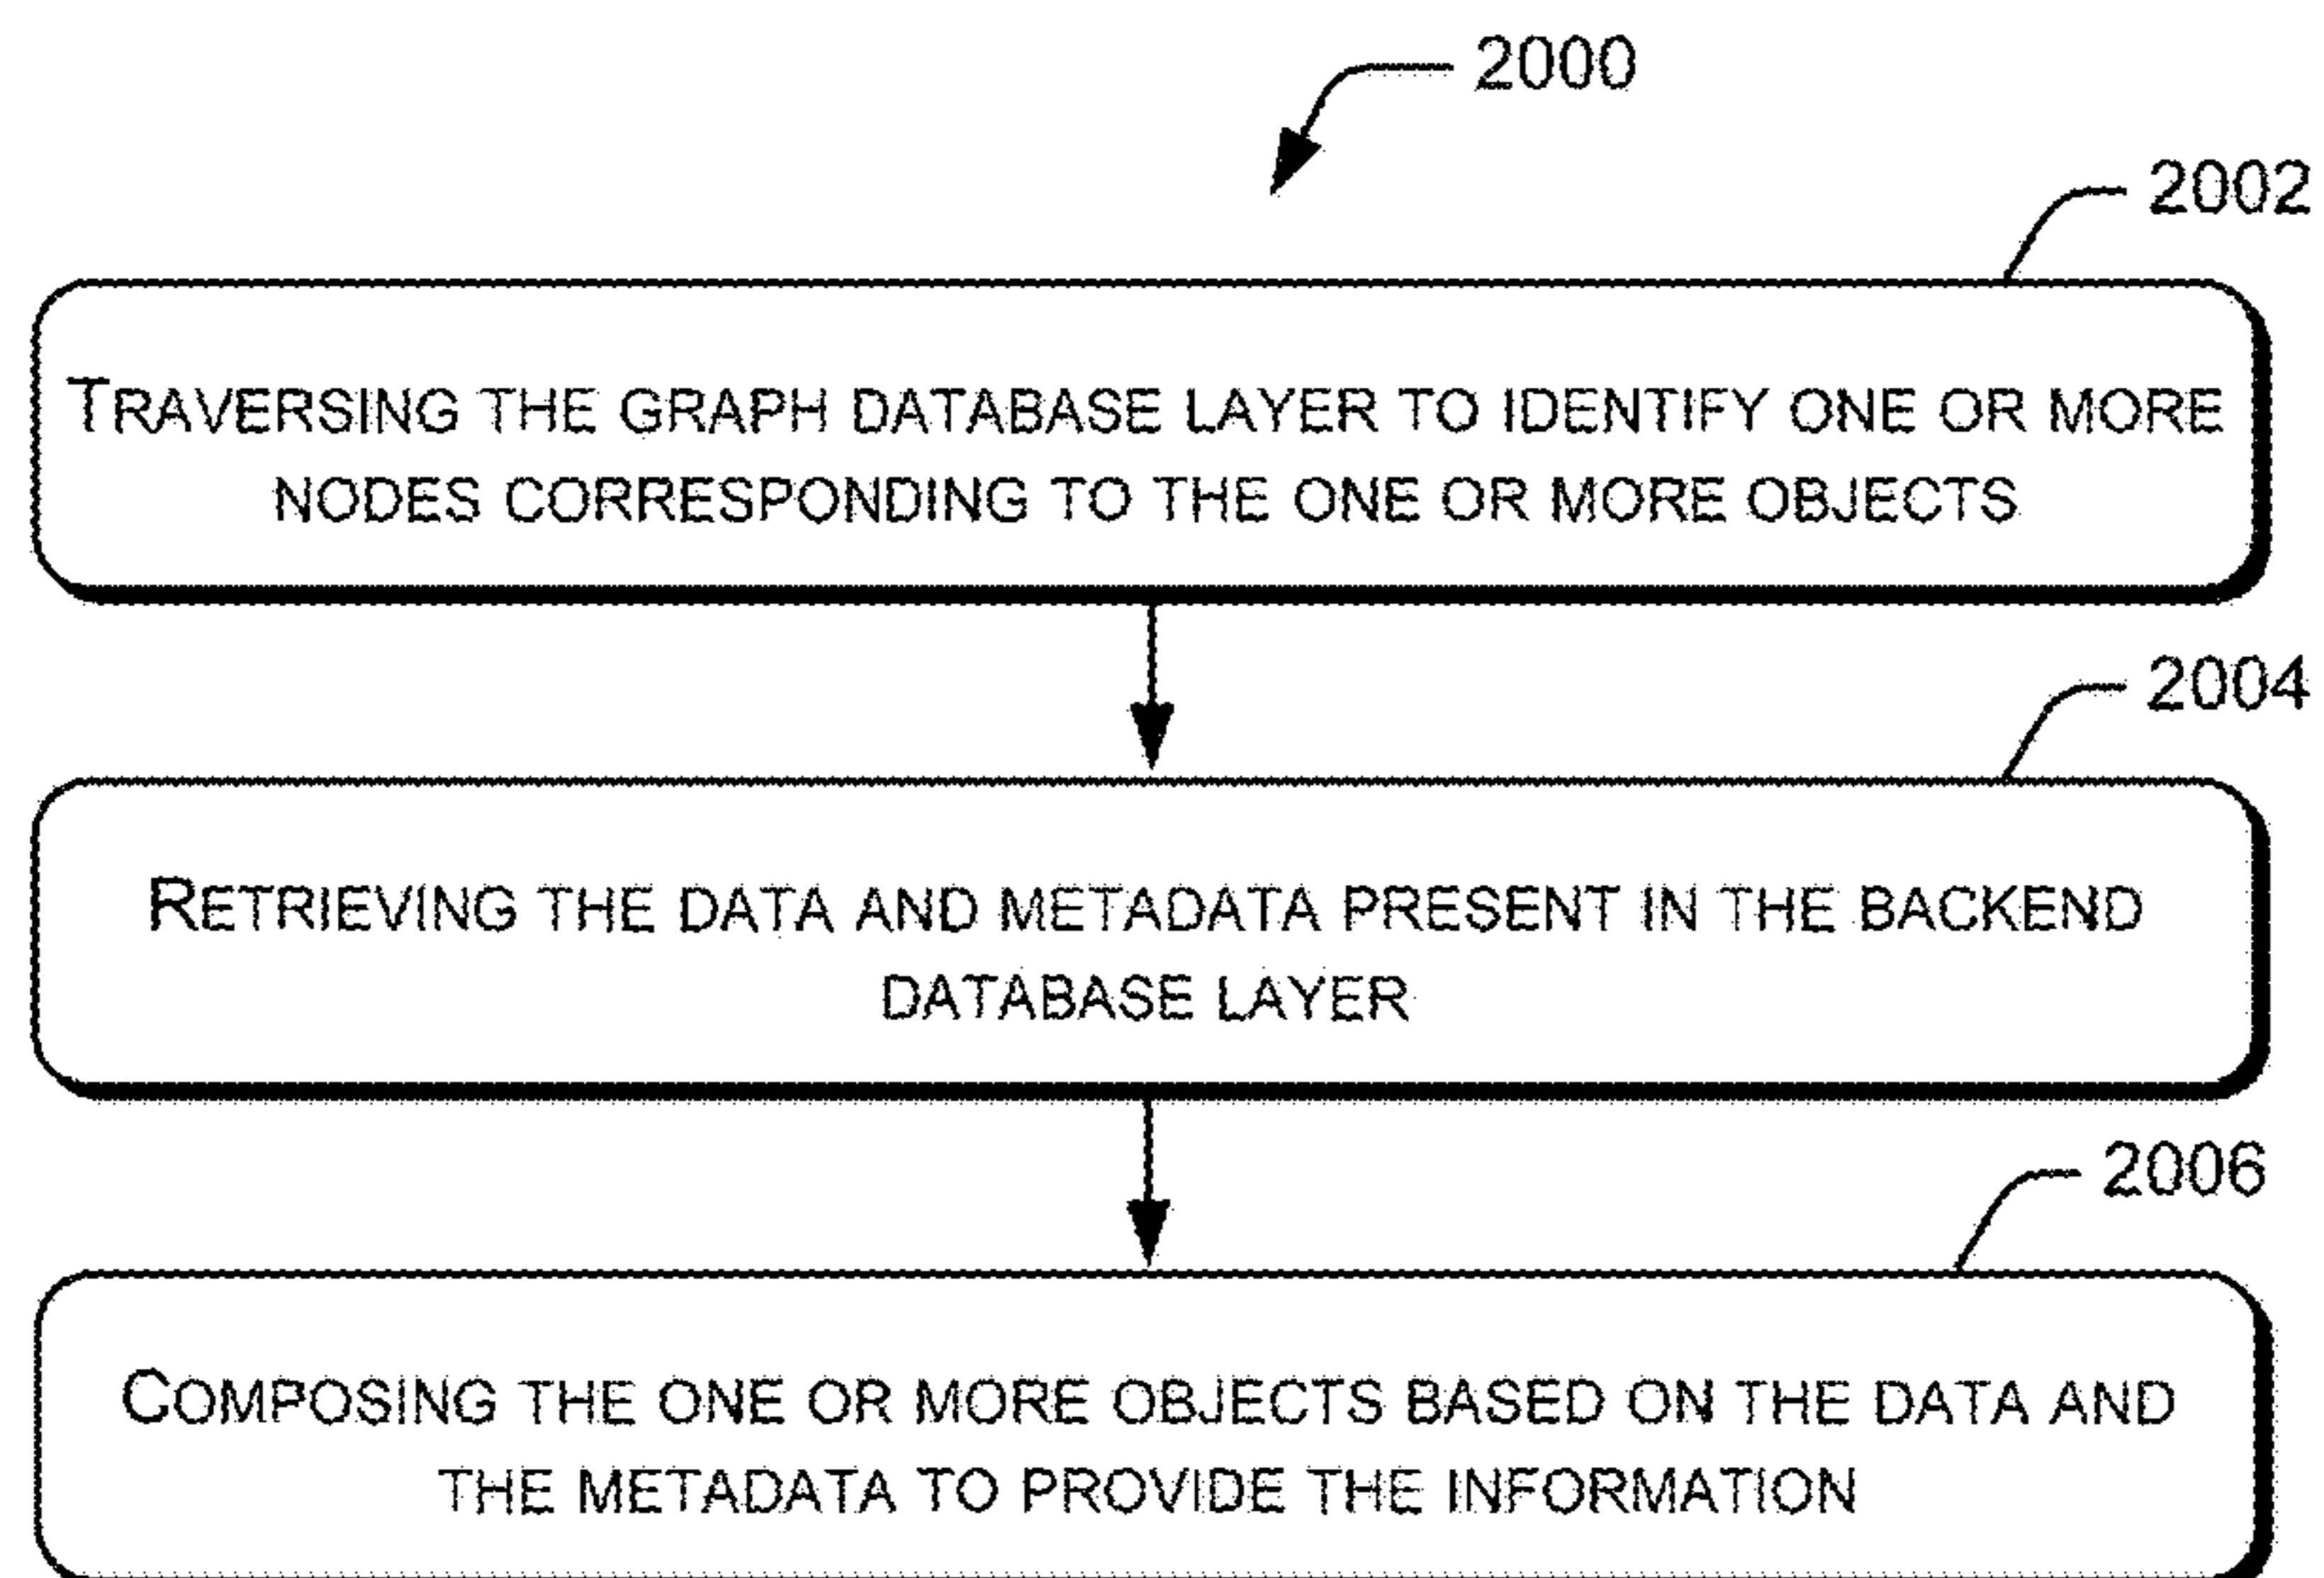 2000
2002
TRAVERSING THE GRAPH DATABASE LAYER TO IDENTIFY ONE OR MORE
NODES CORRESPONDING TO THE ONE OR MORE OBJECTS
2004
RETRIEVING THE DATA AND METADATA PRESENT IN THE BACKEND
DATABASE LAYER
2006
COMPOSING THE ONE OR MORE OBJECTS BASED ON THE DATA AND
THE METADATA TO PROVIDE THE INFORMATION